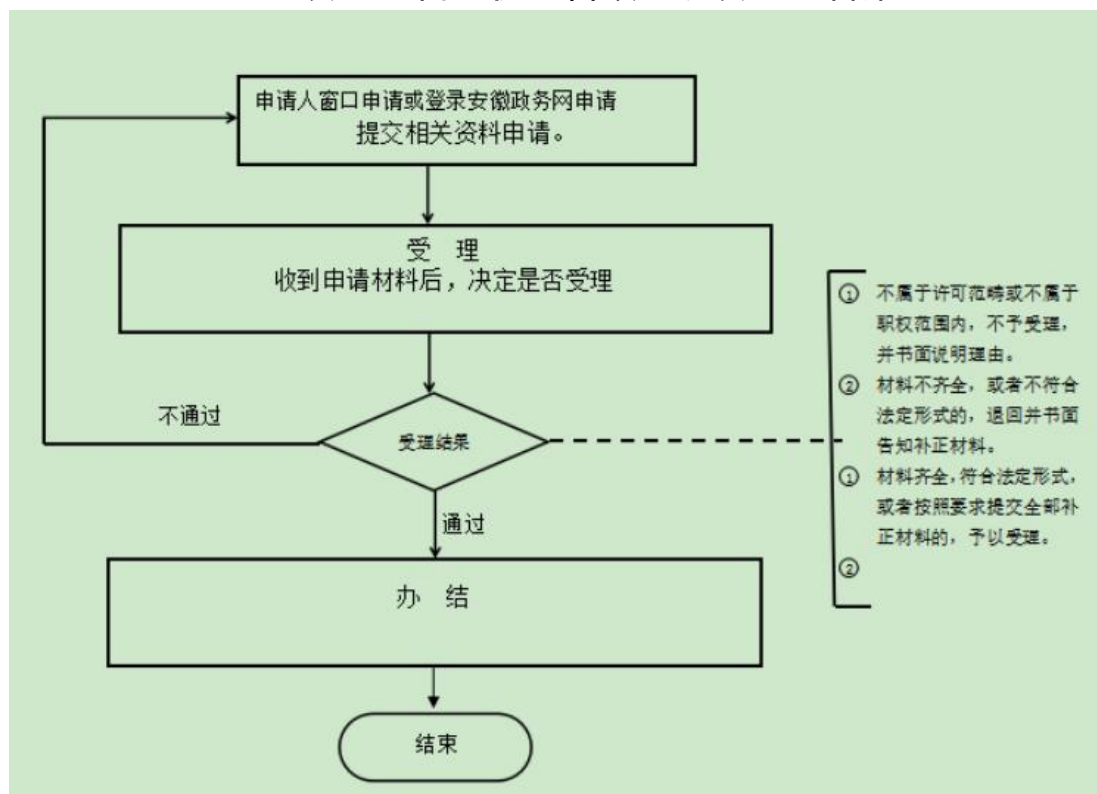 申请人窗口申请或登录安徽政务网申请
提交相关资料申请。
受 理
收到申请材料后，决定是否受理
不通过
受理结果
通过
办 结
结束
① 不属于许可范畴或不属于
职权范围内，不予受理，
并书面说明理由。
② 材料不齐全，或者不符合
法定形式的，退回并书面
告知补正材料。
① 材料齐全，符合法定形式，
或者按照要求提交全部补
正材料的，予以受理。
②